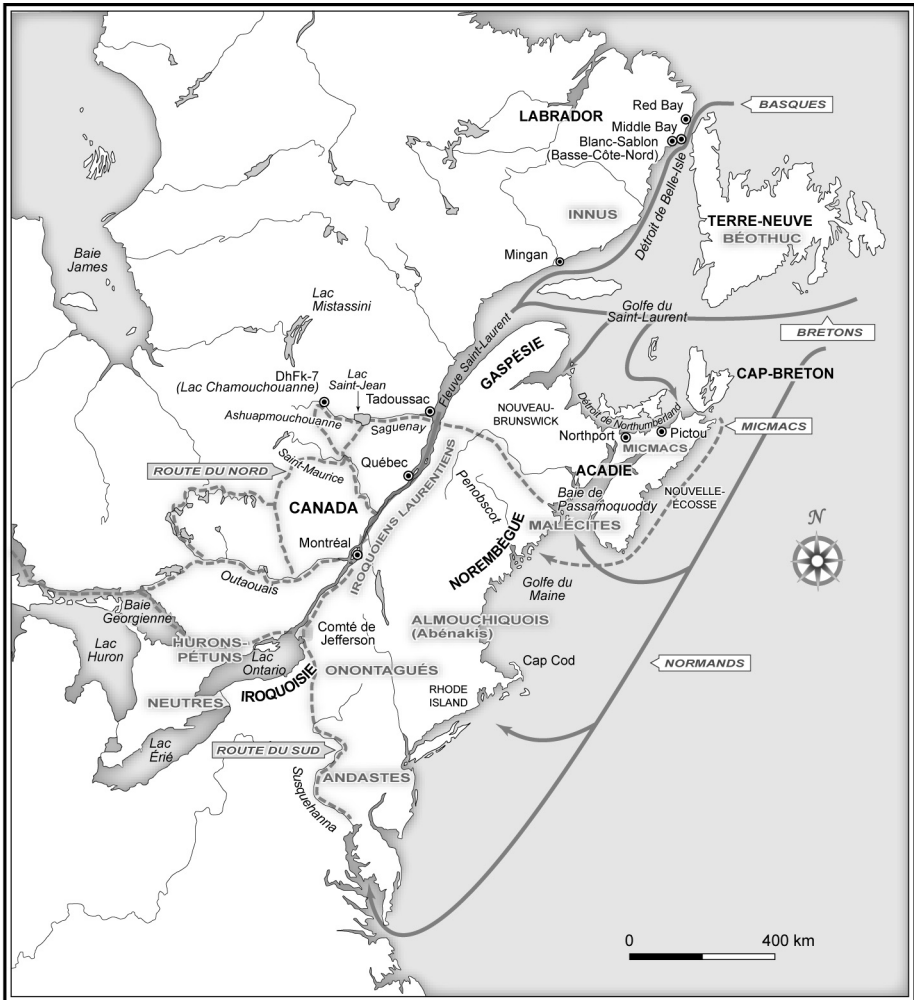 BASQUES
Red Bay
LABRADOR
Middle Bay
Blanc-Sablon
(Basse-Côte-Nord)
Détroit de Belle-Isle
INNUS
TERRE-NEUVE
BÉOTHUC
Baie
James
Mingan
Lac
Mistassini
Golfe du
Saint-Laurent
BRETONS
Fleuve Saint-Laurent
GASPÉSIE
CAP-BRETON
DhFk-7
(Lac Chamouchouane)
Lac
Saint-Jean
Tadoussac
Ashuapmouchouanne
Saguenay
NOUVEAU-
BRUNSWICK
Détroit de Northumberland
Northport
Pictou
MICMACS
MICMACS
ROUTE DU NORD
Saint-Maurice
Québec
IROQUOIENS LAURENTIENS
ACADIE
Penobscot
Baie de
Passamoquoddy
NOUVELLE-
ÉCOSSE
CANADA
MALÉCITES
N
Montréal
NOREMBÈGUE
Outaouais
Golfe du
Maine
Baie
Georgienne
Comté de
Jefferson
ALMOUCHIQUOIS
(Abénakis)
Lac
Huron
HURONS-
PÉTUNS
Lac
Ontario
ONONTAGUÉS
Cap Cod
NORMANDS
IROQUOISIE
NEUTRES
RHODE
ISLAND
Lac
Érié
ROUTE DU SUD
ANDASTES
Susquehanna
0
400 km